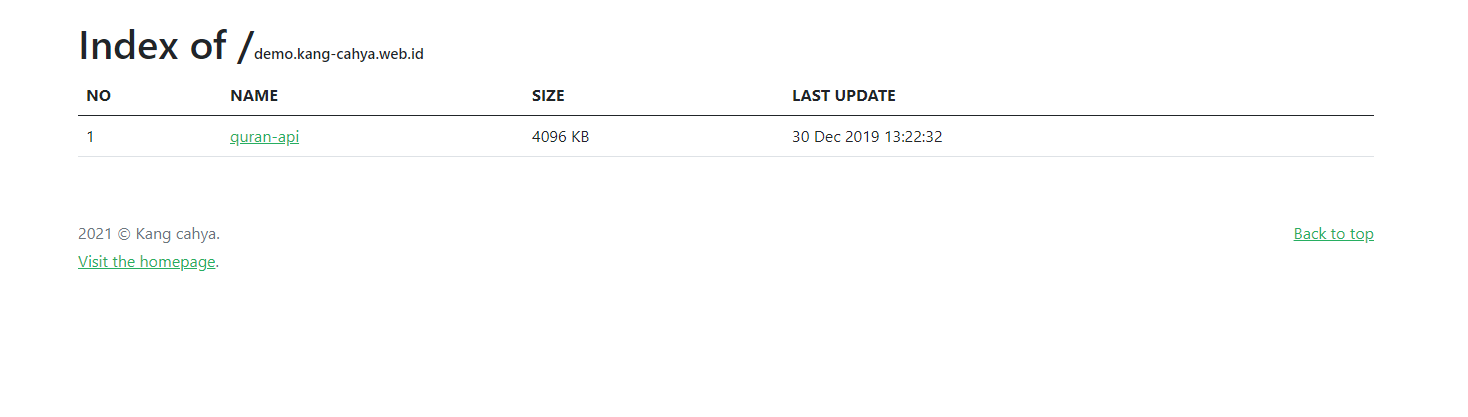 Index of /demo.kang-cahya.web.id
NO NAME SIZE LAST UPDATE
1 quran-api 4096 KB 30 Dec 2019 13:22:32
2021 © Kang cahya. Back to top
Visit the homepage.